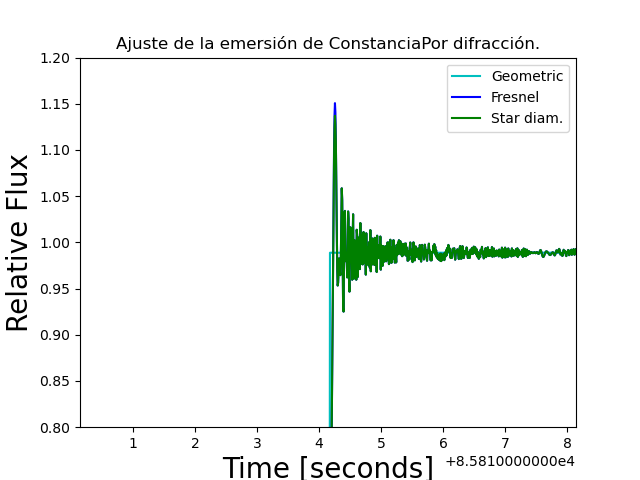 Ajuste de la emersión de ConstanciaPor difracción.
Relative Flux
1.20
1.15
1.10
1.05
1.00
0.95
0.90
0.85
0.80
Geometric
Fresnel
Star diam.
1 2 3 4 5 6 7 8
+8.5810000000e4
Time [seconds]